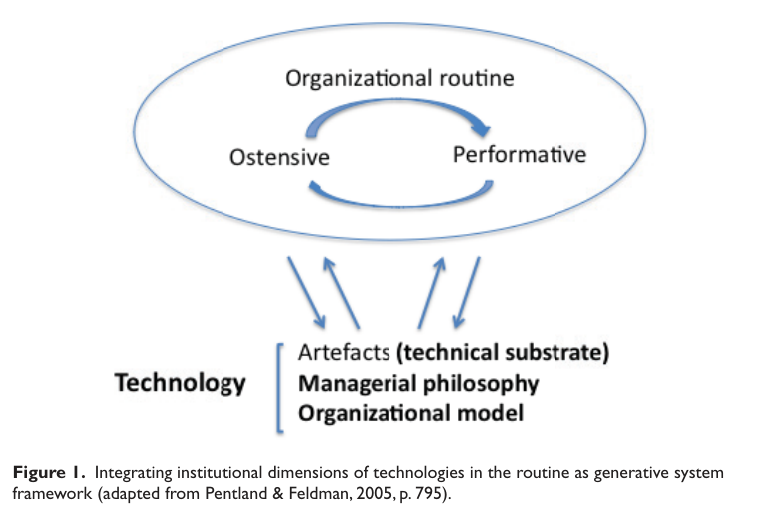 Organizational routine
Ostensive
Performative
Artefacts (technical substrate)
Technology
Managerial philosophy
Organizational model
Figure 1. Integrating institutional dimensions of technologies in the routine as generative system
framework (adapted from Pentland & Feldman, 2005, p. 795).